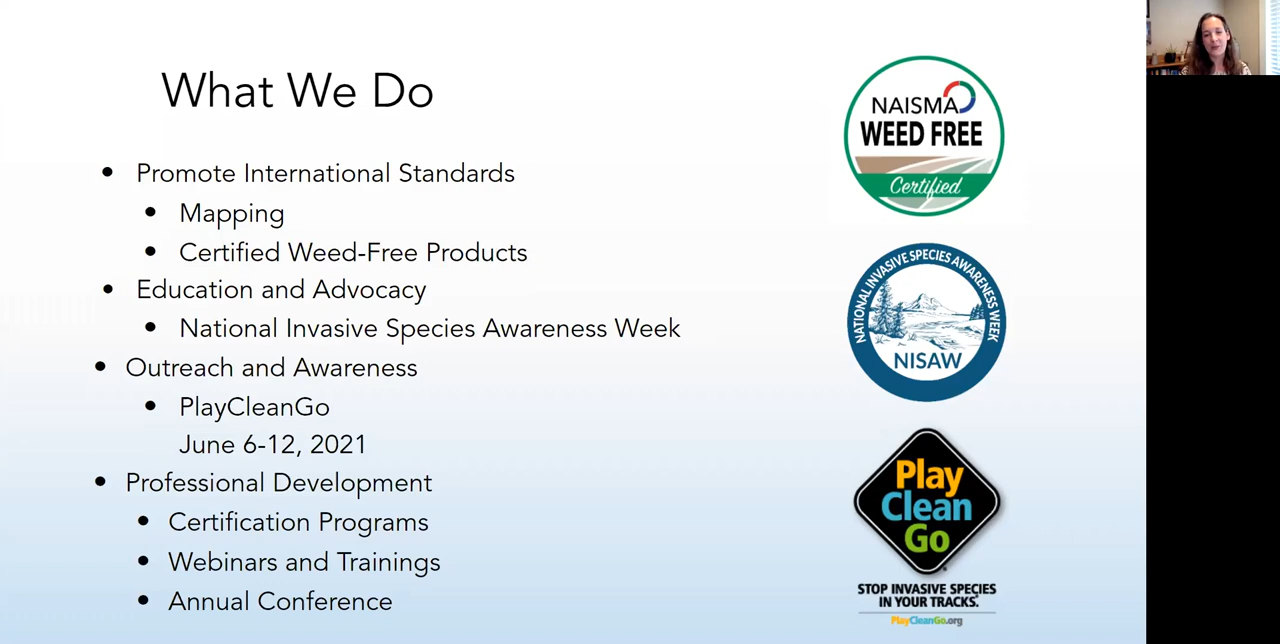 What We Do
• Promote International Standards
• Mapping
• Certified Weed-Free Products
• Education and Advocacy
• National Invasive Species Awareness Week
• Outreach and Awareness
• PlayCleanGo
June 6-12, 2021
• Professional Development
• Certification Programs
• Webinars and Trainings
• Annual Conference
NAISMA
WEED FREE
Certified
NATIONAL INVASIVE SPECIES AWARENESS WEEK
NISAW
Play
Clean
Go
STOP INVASIVE SPECIES
IN YOUR TRACKS.
PlayCleanGo.org